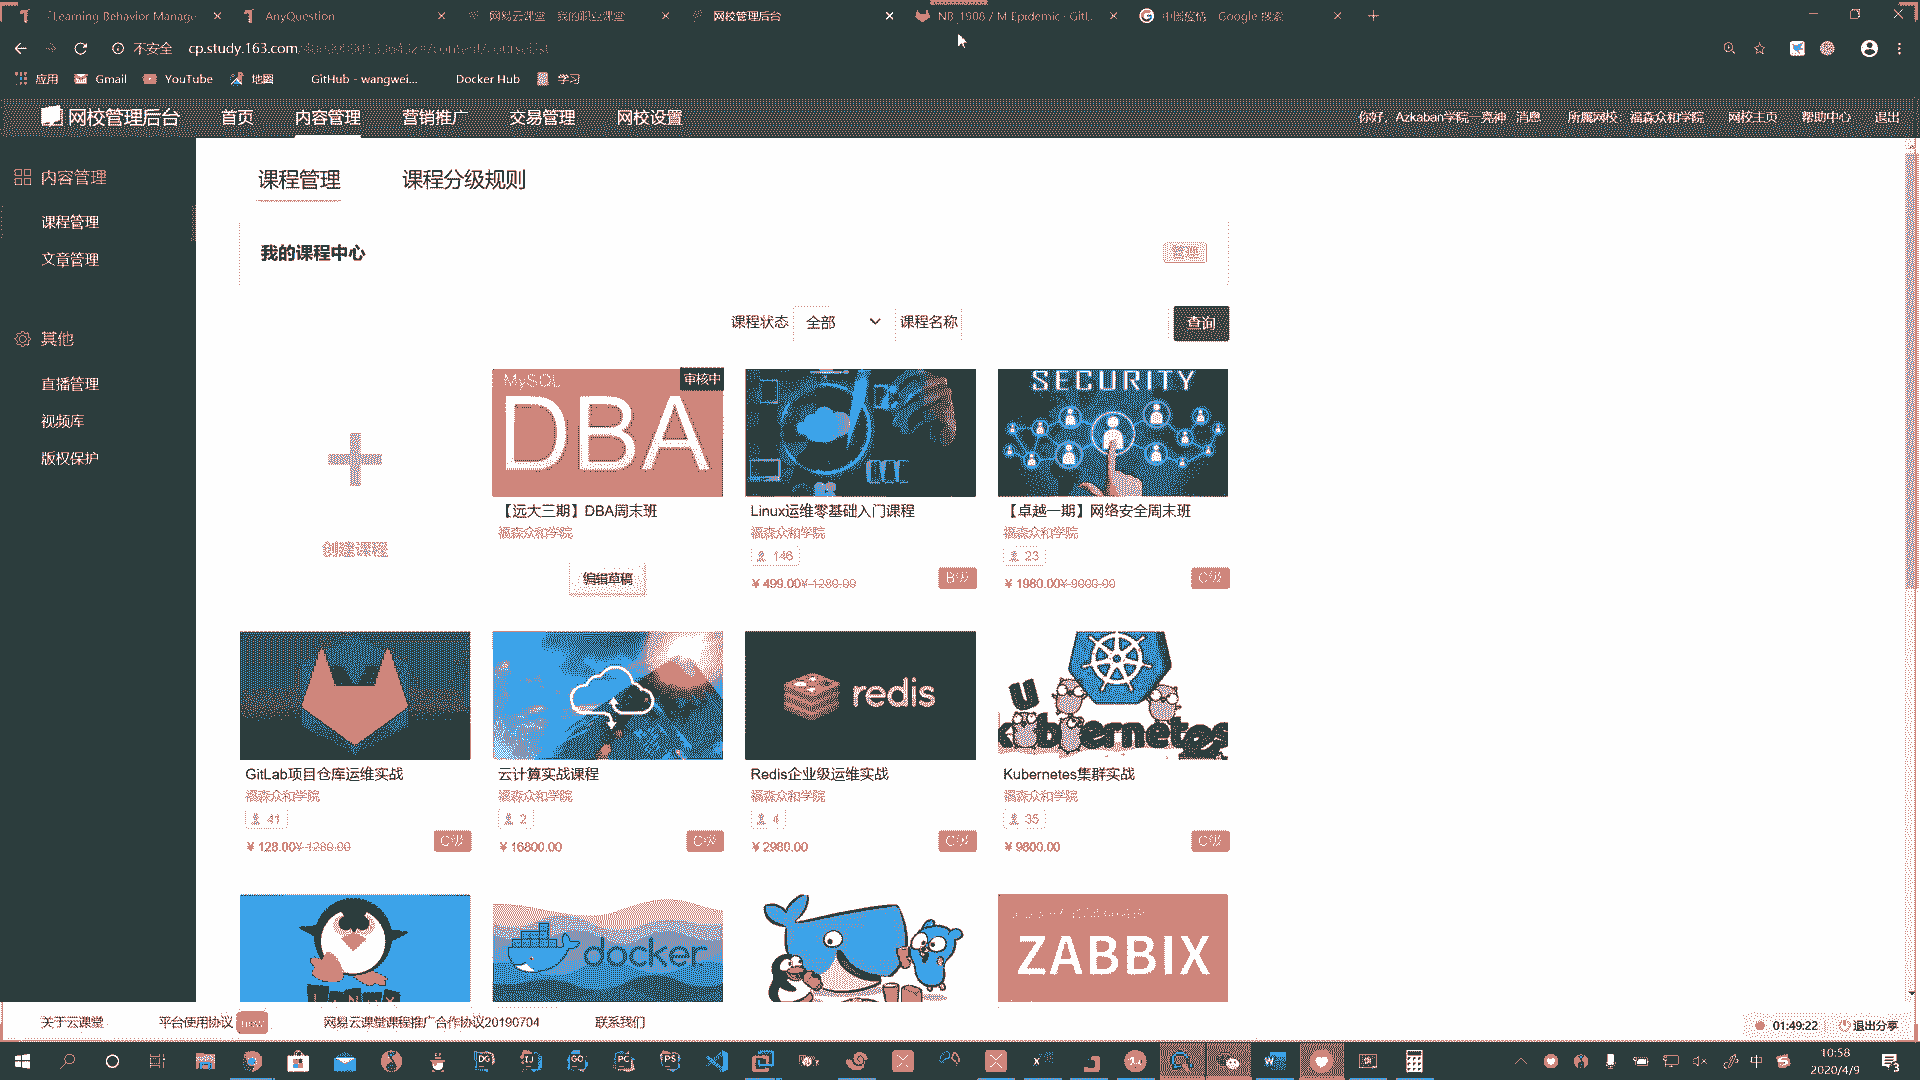 Learning Behavior Manage
AnyQuestion
网易云课堂 - 我的职业课堂
网校管理后台
NB_1908 / M Epidemic · GitL
中医疫情 - Google 搜索
不安全
cp.study.163.com
应用
Gmail
YouTube
地图
GitHub - wangwei...
Docker Hub
学习
网校管理后台
首页
内容管理
营销推广
交易管理
网校设置
你好，Azkaban学院一亮神
消息
所属网校：福森众和学院
网校主页
帮助中心
退出
内容管理
课程管理
文章管理
其他
直播管理
视频库
版权保护
课程管理
课程分级规则
我的课程中心
管理
课程状态
全部
课程名称
查询
创建课程
MySQL
DBA
审核中
【远大三期】DBA周末班
福森众和学院
编辑草稿
Linux运维零基础入门课程
福森众和学院
146
¥ 499.00¥ 1280.00
B级
SECURITY
【卓越一期】网络安全周末班
福森众和学院
23
¥ 1980.00¥ 9000.00
C级
GitLab项目仓库运维实战
福森众和学院
41
¥ 128.00¥ 1280.00
C级
云计算实战课程
福森众和学院
2
¥ 16800.00
C级
redis
Redis企业级运维实战
福森众和学院
4
¥ 2980.00
C级
kubernetes
Kubernetes集群实战
福森众和学院
35
¥ 9800.00
C级
LINUX
docker
ZABBIX
关于云课堂
平台使用协议
new
网易云课堂课程推广合作协议20190704
联系我们
01:49:22
退出分享
中
10:58
2020/4/9
3